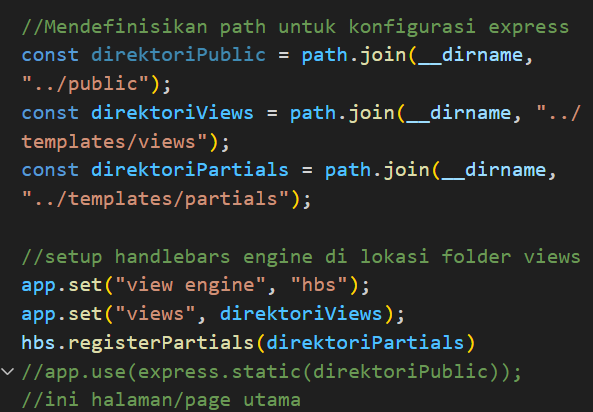 //Mendefinisikan path untuk konfigurasi express
const direktoriPublic = path.join(__dirname,
"../public");
const direktoriViews = path.join(__dirname, "../
templates/views");
const direktoriPartials = path.join(__dirname,
"../templates/partials");
//setup handlebars engine di lokasi folder views
app.set("view engine", "hbs");
app.set("views", direktoriViews);
hbs.registerPartials(direktoriPartials)
//app.use(express.static(direktoriPublic));
//ini halaman/page utama